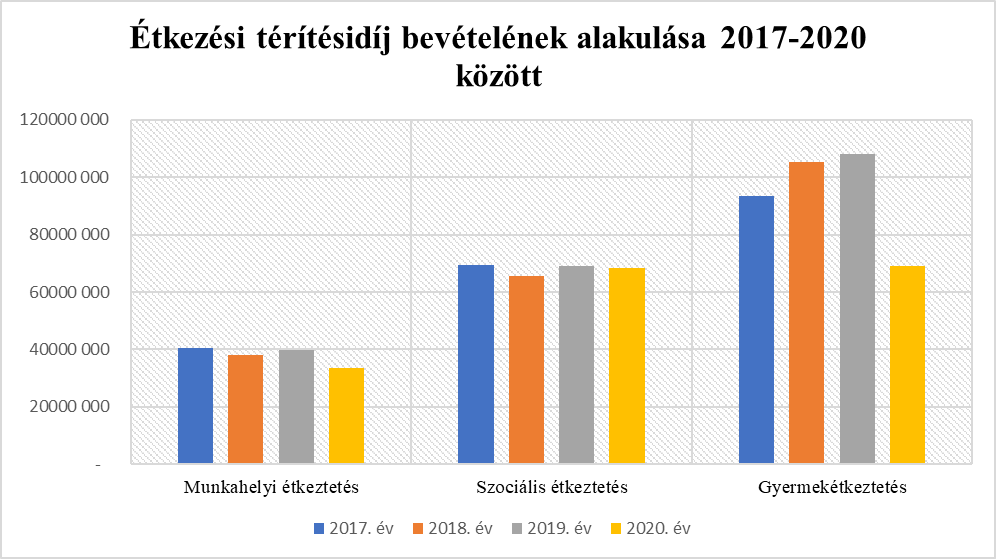 Étkezési térítésidíj bevételének alakulása 2017-2020
között
120000 000
100000 000
80000 000
60000 000
40000 000
20000 000
-
Munkahelyi étkeztetés Szociális étkeztetés Gyermekétkeztetés
2017. év 2018. év 2019. év 2020. év